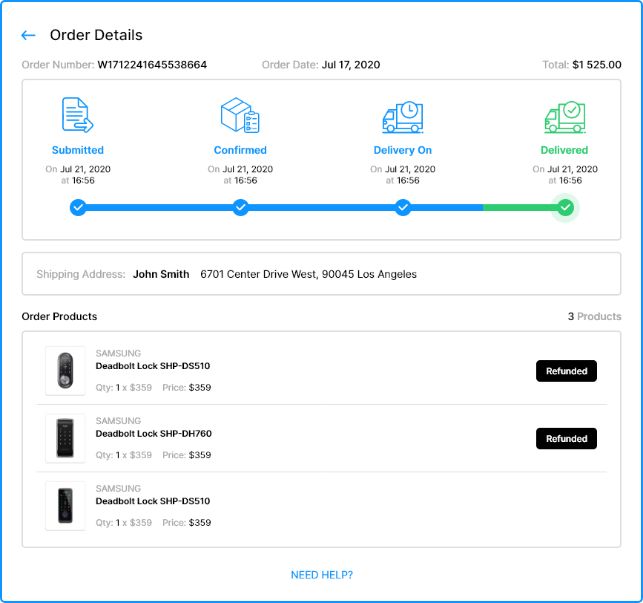 Order Details
Order Number: W1712241645538664 Order Date: Jul 17, 2020 Total: $1 525.00
Submitted Confirmed Delivery On Delivered
On Jul 21, 2020 On Jul 21, 2020 On Jul 21, 2020 On Jul 21, 2020
at 16:56 at 16:56 at 16:56 at 16:56
Shipping Address: John Smith 6701 Center Drive West, 90045 Los Angeles
Order Products 3 Products
SAMSUNG
Deadbolt Lock SHP-DS510
Refunded
Qty: 1 x $359 Price: $359
SAMSUNG
Deadbolt Lock SHP-DH760
Refunded
Qty: 1 x $359 Price: $359
SAMSUNG
Deadbolt Lock SHP-DS510
Qty: 1 x $359 Price: $359
NEED HELP?